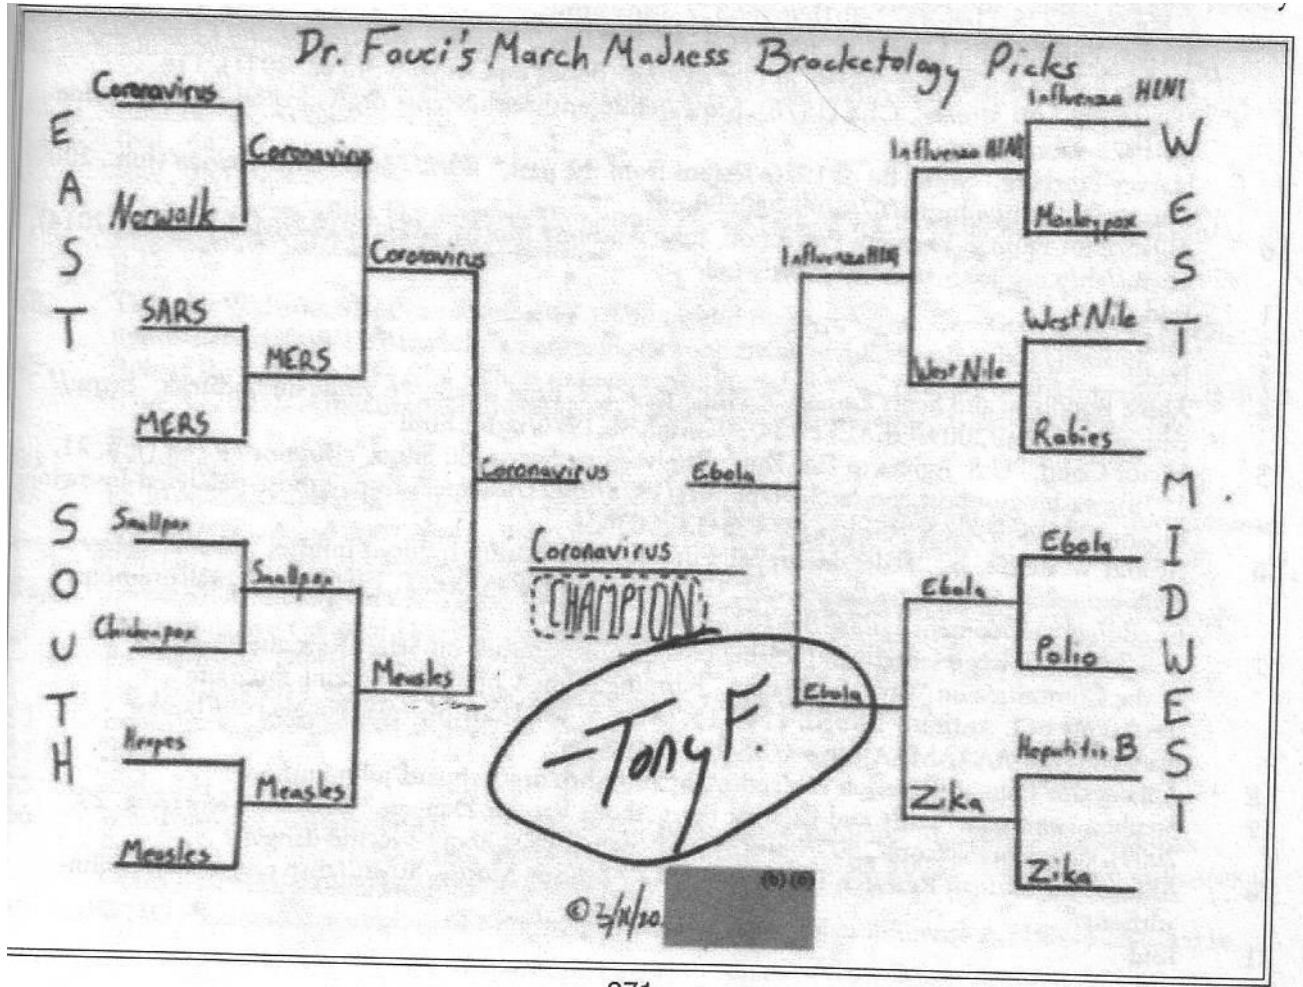 Dr. Fauci's March Madness Bracketology Picks
EAST
Coronavirus
Norwalk
SARS
MERS
Coronavirus
MERS
Coronavirus
SOUTH
Smallpox
Chickenpox
Herpes
Measles
Smallpox
Measles
Measles
Coronavirus
WEST
Influenza H1N1
Monkeypox
West Nile
Rabies
Influenza H1N1
West Nile
Influenza H1N1
MIDWEST
Ebola
Polio
Hepatitis B
Zika
Ebola
Zika
Ebola
Ebola
Coronavirus
CHAMPION
-Tony F.
(b)(6)